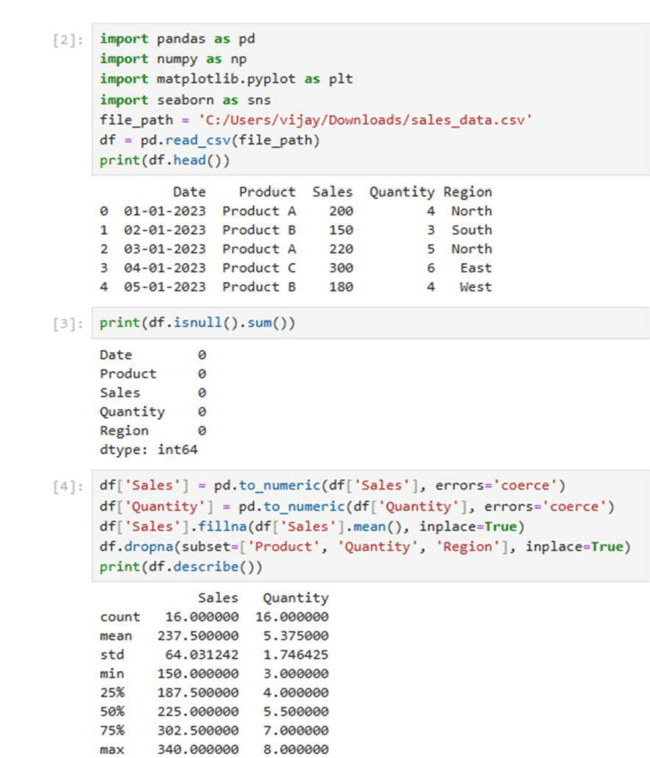 [2]: import pandas as pd
import numpy as np
import matplotlib.pyplot as plt
import seaborn as sns
file_path = 'C:/Users/vijay/Downloads/sales_data.csv'
df = pd.read_csv(file_path)
print(df.head())
Date Product Sales Quantity Region
0 01-01-2023 Product A 200 4 North
1 02-01-2023 Product B 150 3 South
2 03-01-2023 Product A 220 5 North
3 04-01-2023 Product C 300 6 East
4 05-01-2023 Product B 180 4 West
[3]: print(df.isnull().sum())
Date 0
Product 0
Sales 0
Quantity 0
Region 0
dtype: int64
[4]: df['Sales'] = pd.to_numeric(df['Sales'], errors='coerce')
df['Quantity'] = pd.to_numeric(df['Quantity'], errors='coerce')
df['Sales'].fillna(df['Sales'].mean(), inplace=True)
df.dropna(subset=['Product', 'Quantity', 'Region'], inplace=True)
print(df.describe())
Sales Quantity
count 16.000000 16.000000
mean 237.500000 5.375000
std 64.031242 1.746425
min 150.000000 3.000000
25% 187.500000 4.000000
50% 225.000000 5.500000
75% 302.500000 7.000000
max 340.000000 8.000000